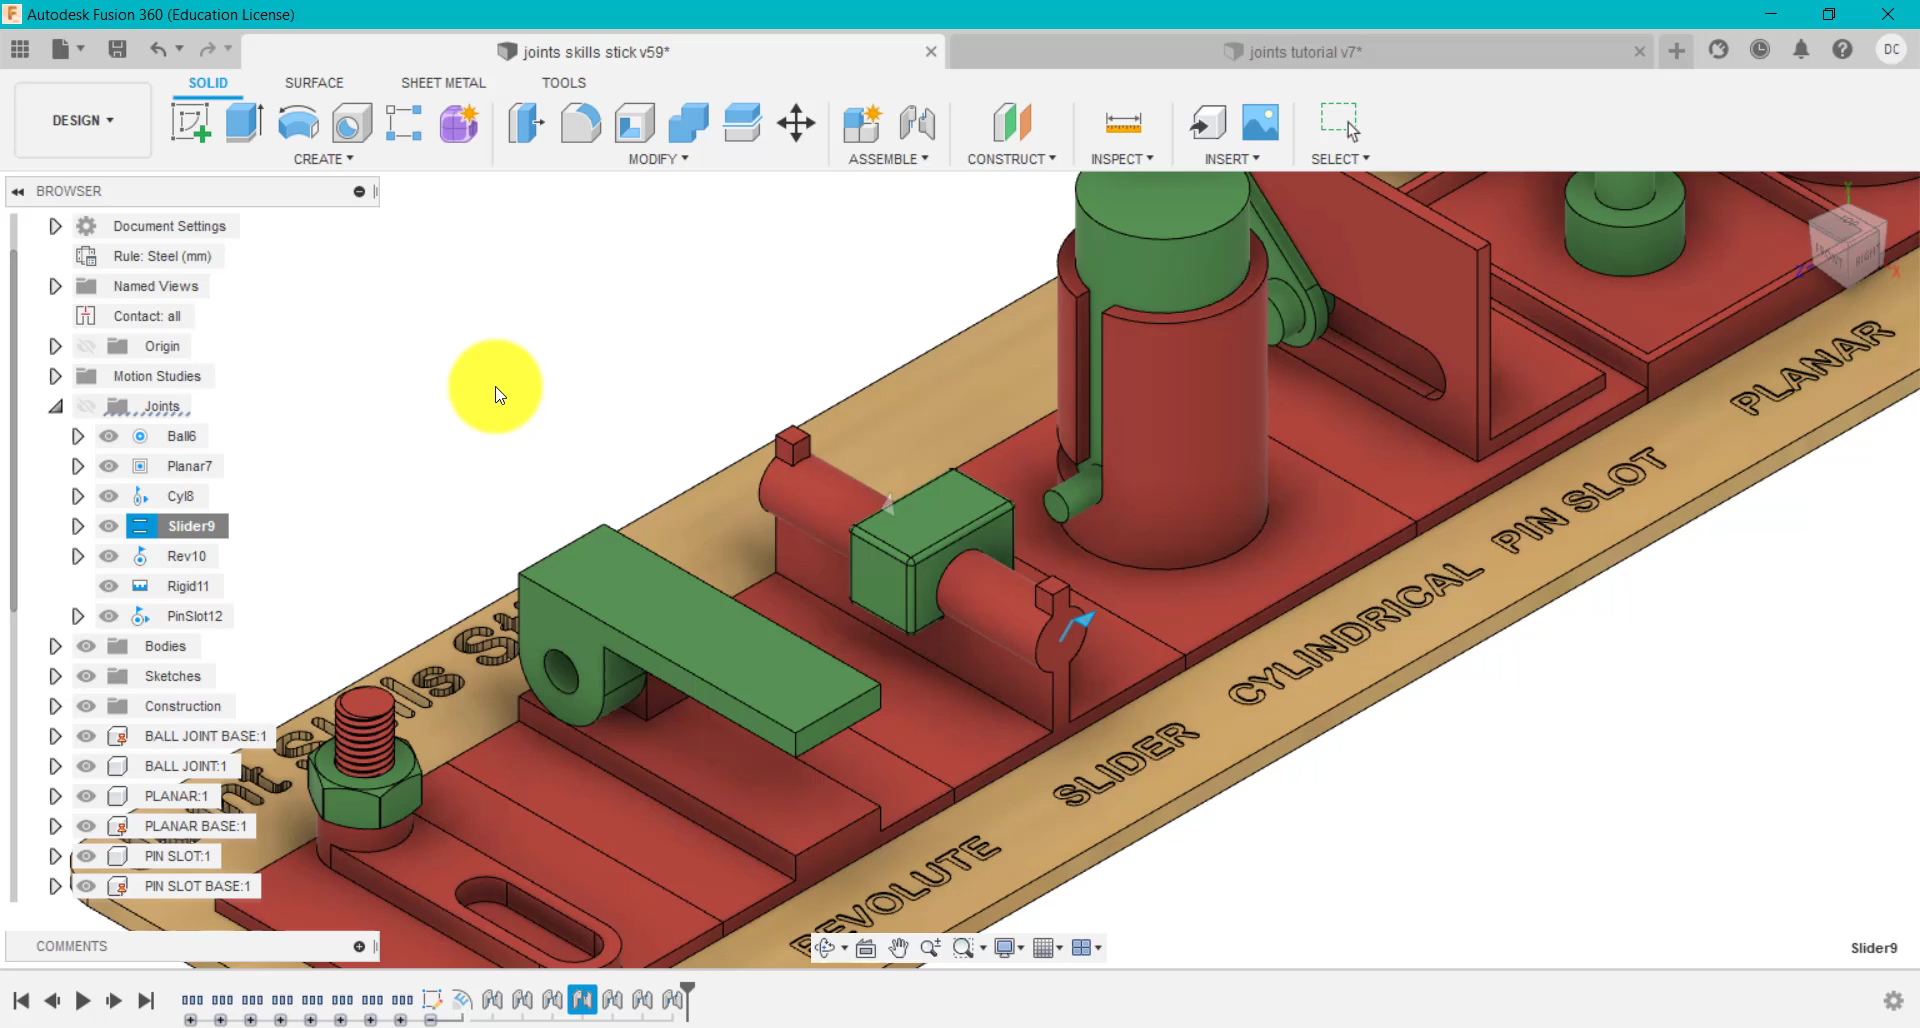 Autodesk Fusion 360 (Education License)
joints skills stick v59*
joints tutorial v7*
DC
SOLID
SURFACE
SHEET METAL
TOOLS
DESIGN
CREATE
MODIFY
ASSEMBLE
CONSTRUCT
INSPECT
INSERT
SELECT
BROWSER
Document Settings
Rule: Steel (mm)
Named Views
Contact: all
Origin
Motion Studies
Joints
Ball6
Planar7
Cyl8
Slider9
Rev10
Rigid11
PinSlot12
Bodies
Sketches
Construction
BALL JOINT BASE:1
BALL JOINT:1
PLANAR:1
PLANAR BASE:1
PIN SLOT:1
PIN SLOT BASE:1
COMMENTS
TOP
FRONT
RIGHT
Y
Z
X
PLANAR
PIN SLOT
CYLINDRICAL
SLIDER
REVOLUTE
Slider9